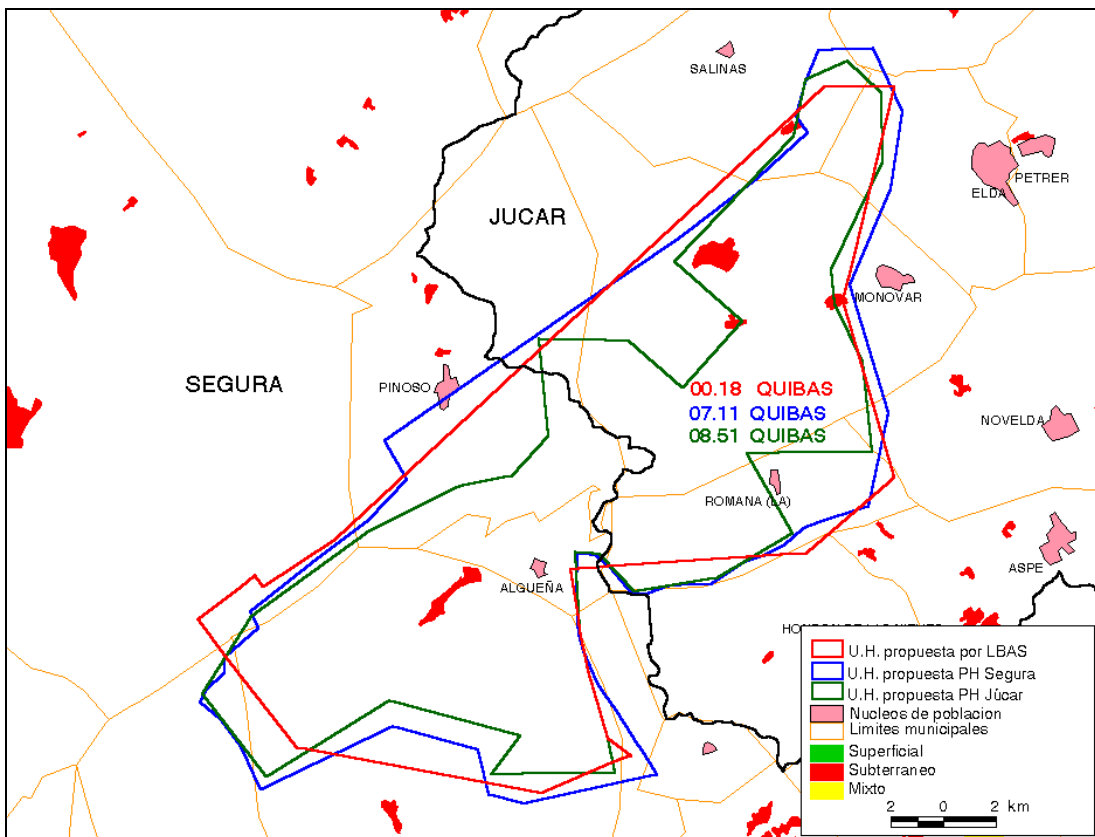 SALINAS
PETRER
ELDA
JUCAR
MONOVAR
SEGURA
PINOSO
00.18 QUIBAS
07.11 QUIBAS
08.51 QUIBAS
NOVELDA
ROMANA (LA)
ASPE
ALGUEÑA
U.H. propuesta por LBAS
U.H. propuesta PH Segura
U.H. propuesta PH Júcar
Nucleos de poblacion
Limites municipales
Superficial
Subterraneo
Mixto
2 0 2 km